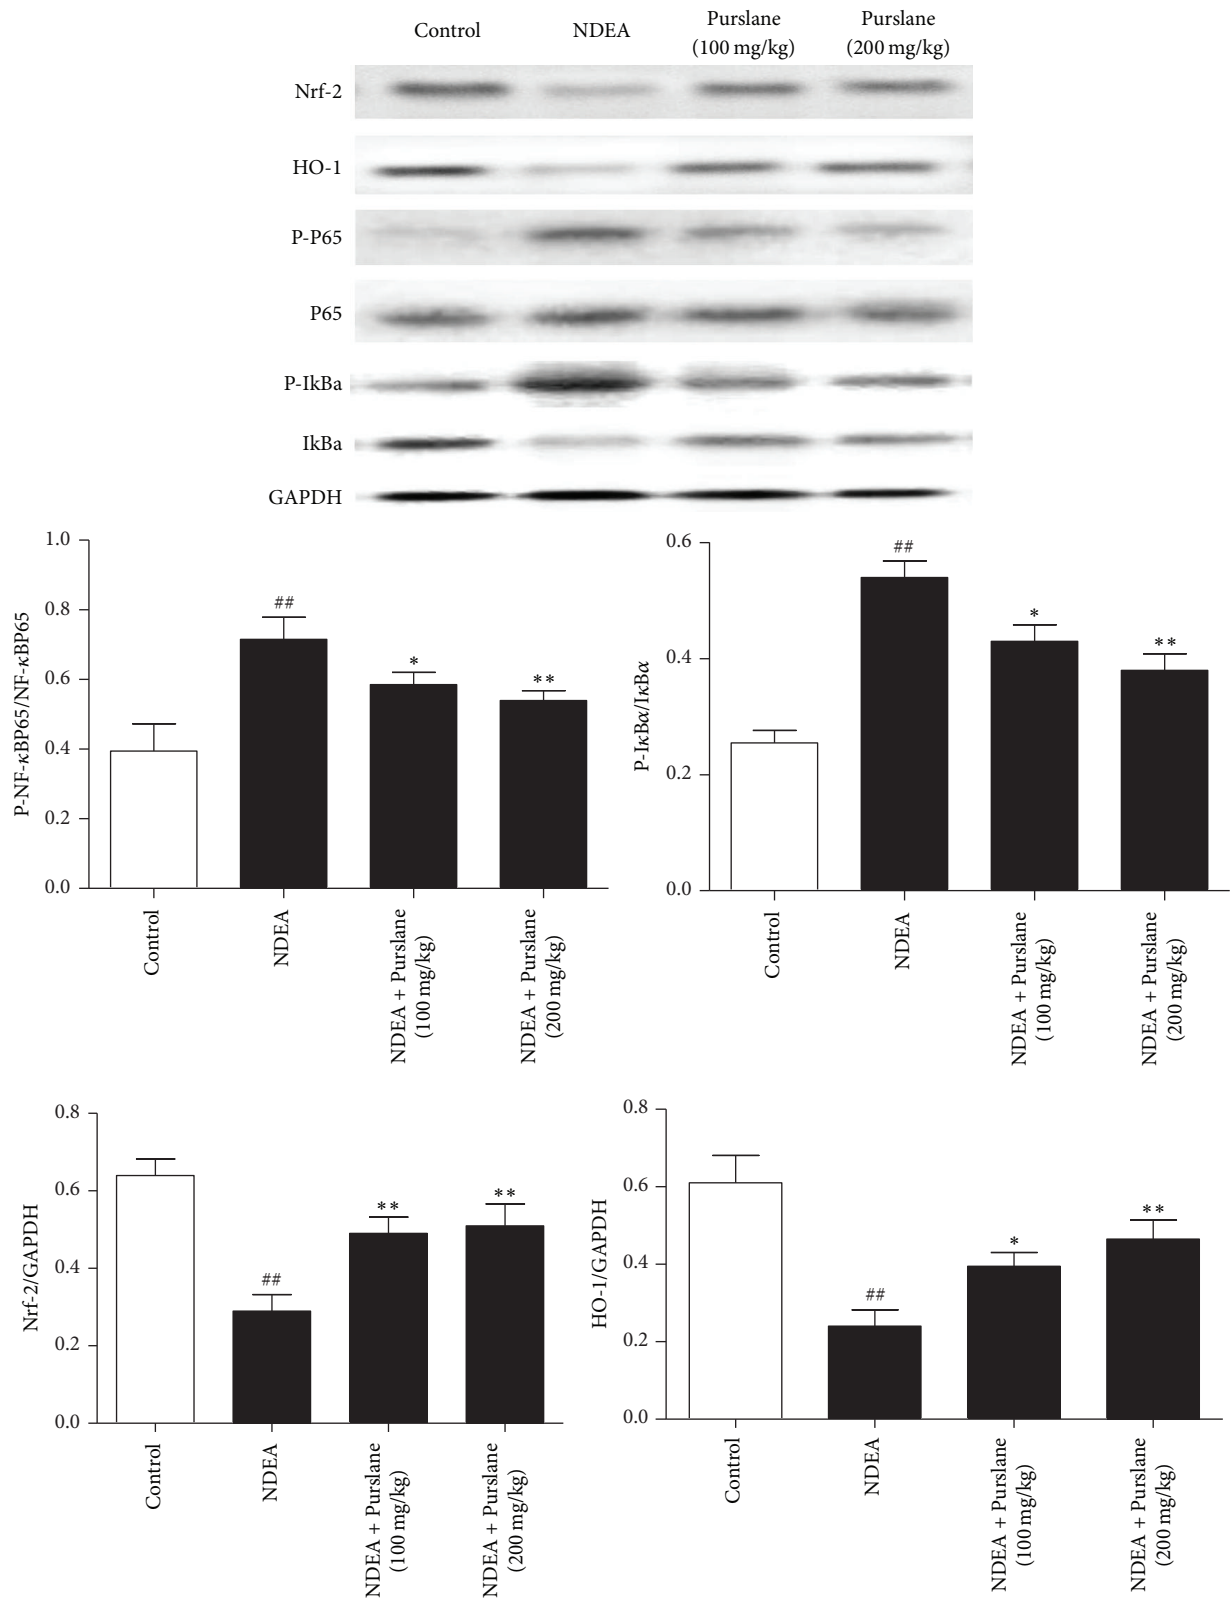 Control NDEA Purslane (100 mg/kg) Purslane (200 mg/kg)
Nrf-2
HO-1
P-P65
P65
P-IkBa
IkBa
GAPDH
P-NF-κBP65/NF-κBP65
1.0
0.8
0.6
0.4
0.2
0.0
##
*
**
Control
NDEA
NDEA + Purslane
(100 mg/kg)
NDEA + Purslane
(200 mg/kg)
P-IκBα/IκBα
0.6
0.4
0.2
0.0
##
*
**
Control
NDEA
NDEA + Purslane
(100 mg/kg)
NDEA + Purslane
(200 mg/kg)
Nrf-2/GAPDH
0.8
0.6
0.4
0.2
0.0
##
**
**
Control
NDEA
NDEA + Purslane
(100 mg/kg)
NDEA + Purslane
(200 mg/kg)
HO-1/GAPDH
0.8
0.6
0.4
0.2
0.0
##
*
**
Control
NDEA
NDEA + Purslane
(100 mg/kg)
NDEA + Purslane
(200 mg/kg)